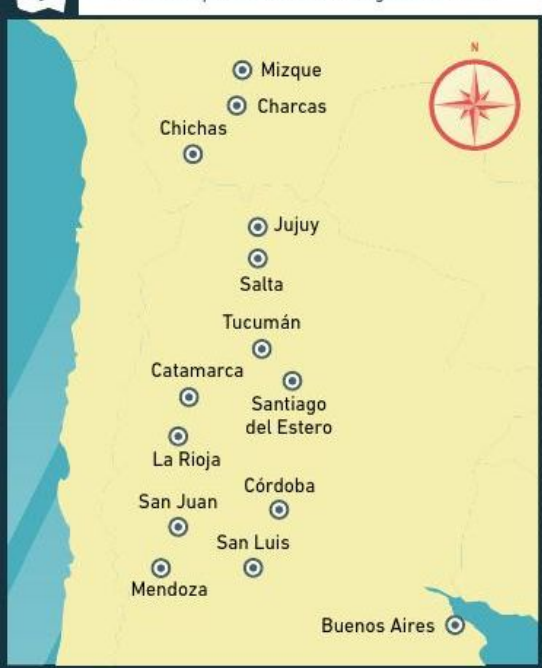 N
Mizque
Charcas
Chichas
Jujuy
Salta
Tucumán
Catamarca
Santiago
del Estero
La Rioja
Córdoba
San Juan
San Luis
Mendoza
Buenos Aires